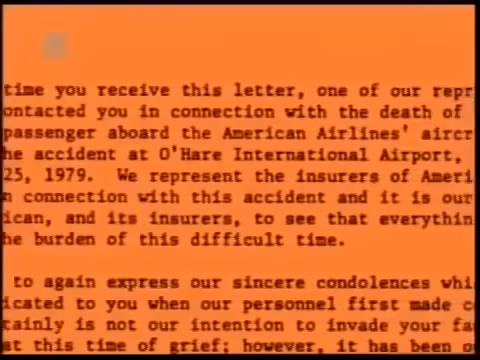 time you receive this letter, one of our repr
ontacted you in connection with the death of
passenger aboard the American Airlines' aircr
he accident at O'Hare International Airport,
25, 1979. We represent the insurers of Ameri
n connection with this accident and it is our
ican, and its insurers, to see that everythin
he burden of this difficult time.
to again express our sincere condolences whi
icated to you when our personnel first made c
tainly is not our intention to invade your fa
at this time of grief; however, it has been o